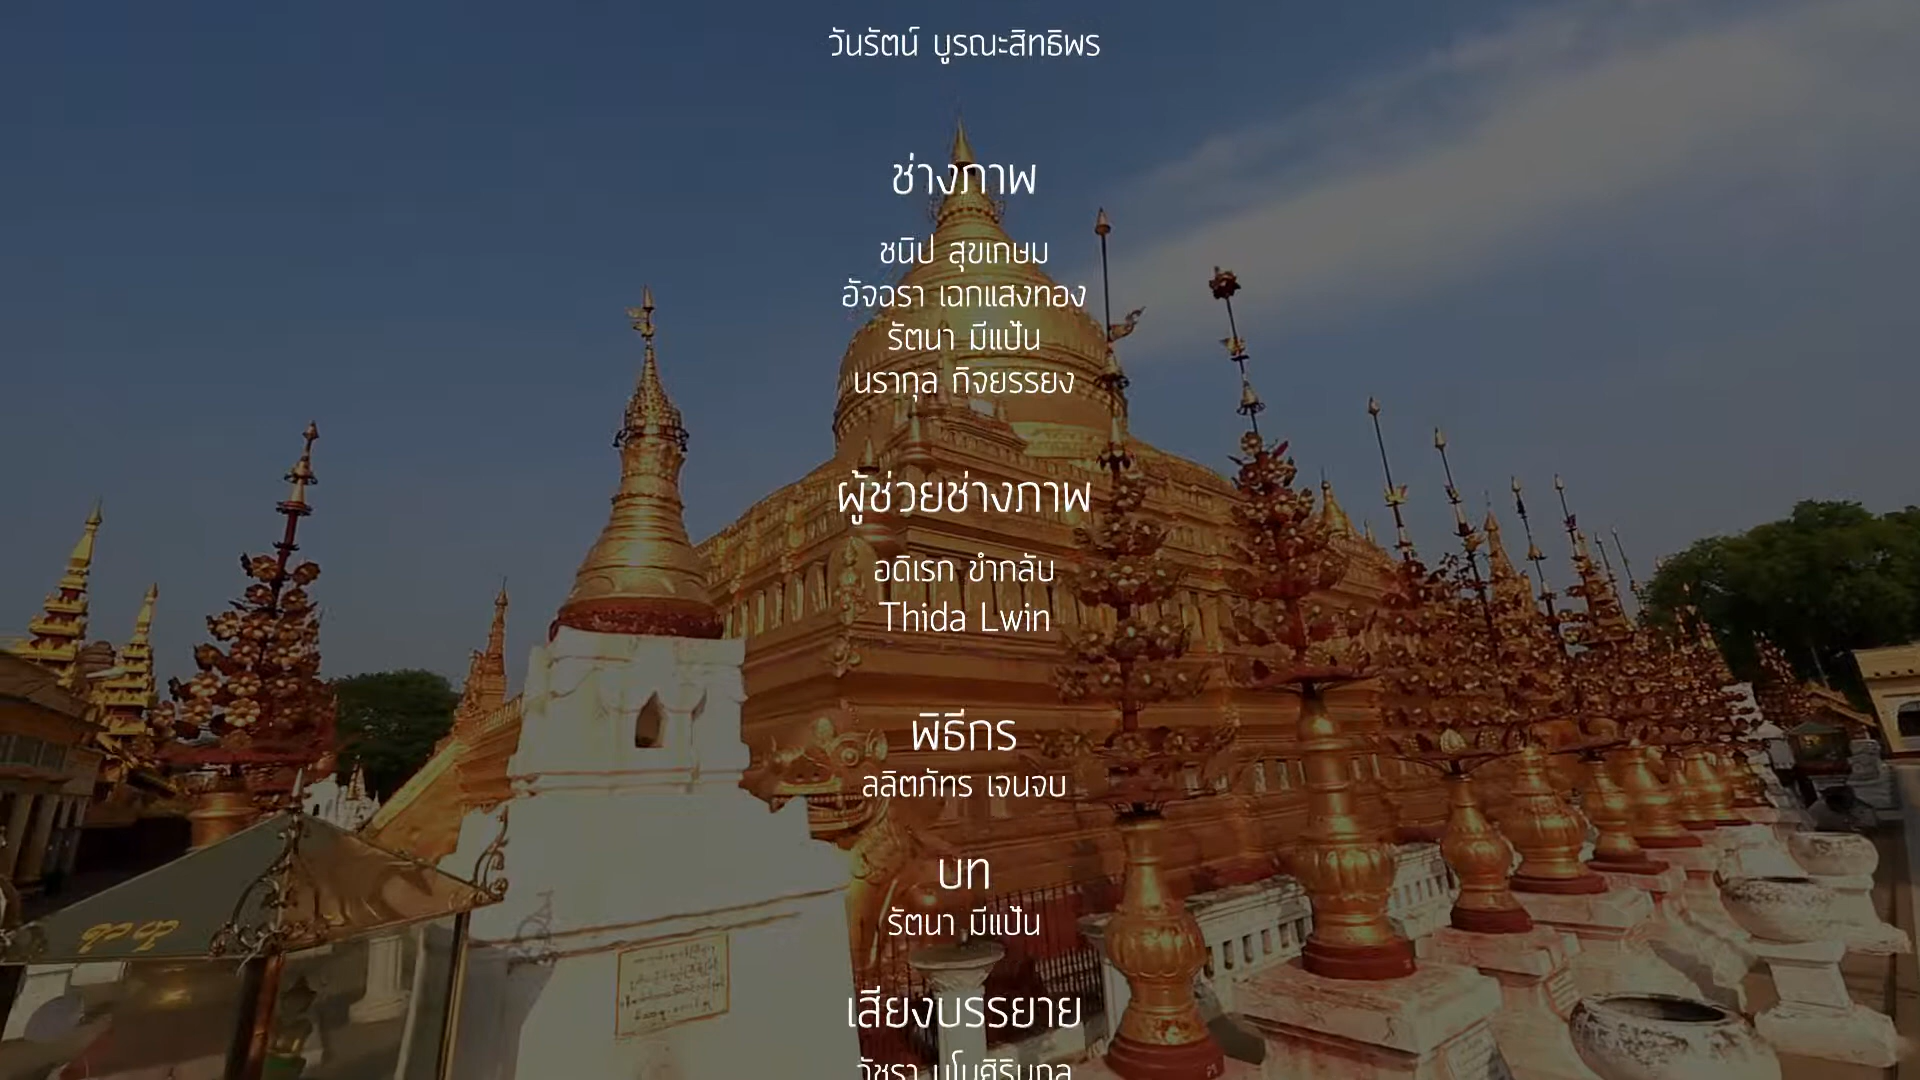 วันรัตน์ บูรณะสิทธิพร
ช่างภาพ
ชนิป สุขเกษม
อัจฉรา เฉกแสงทอง
รัตนา มีแป้น
นรากุล กิจยรรยง
ผู้ช่วยช่างภาพ
อดิเรก ขำกลับ
Thida Lwin
พิธีกร
ลลิตภัทร เจนจบ
บท
รัตนา มีแป้น
เสียงบรรยาย
วัชรา